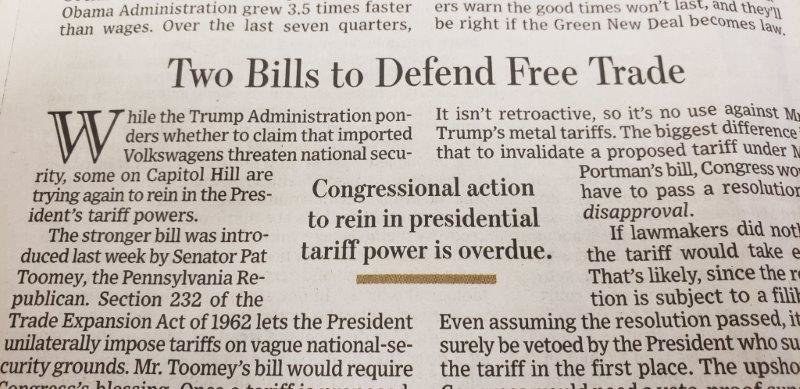 Obama Administration grew 3.5 times faster
than wages. Over the last seven quarters,
ers warn the good times won't last, and they'll
be right if the Green New Deal becomes law.
Two Bills to Defend Free Trade
While the Trump Administration pon-
ders whether to claim that imported
Volkswagens threaten national secu-
rity, some on Capitol Hill are
trying again to rein in the Pres-
ident's tariff powers.
The stronger bill was intro-
duced last week by Senator Pat
Toomey, the Pennsylvania Re-
publican. Section 232 of the
Trade Expansion Act of 1962 lets the President
unilaterally impose tariffs on vague national-se-
curity grounds. Mr. Toomey's bill would require
Congress's blessing. Once a tariff is proposed
Congressional action
to rein in presidential
tariff power is overdue.
It isn't retroactive, so it's no use against
Trump's metal tariffs. The biggest difference
that to invalidate a proposed tariff under
Portman's bill, Congress
have to pass a resolution
disapproval.
If lawmakers did
the tariff would take
That's likely, since the
tion is subject to a
Even assuming the resolution passed, it
surely be vetoed by the President who
the tariff in the first place. The